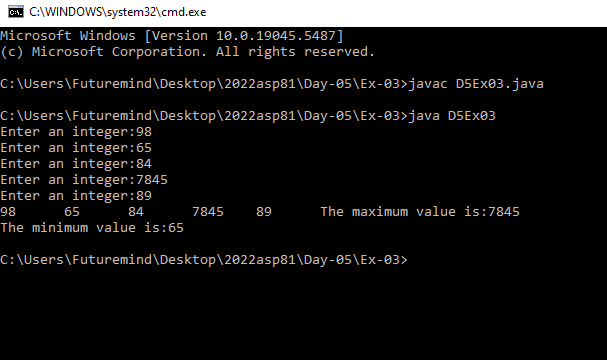 C:\WINDOWS\system32\cmd.exe
Microsoft Windows [Version 10.0.19045.5487]
(c) Microsoft Corporation. All rights reserved.
C:\Users\Futuremind\Desktop\2022asp81\Day-05\Ex-03>javac D5Ex03.java
C:\Users\Futuremind\Desktop\2022asp81\Day-05\Ex-03>java D5Ex03
Enter an integer:98
Enter an integer:65
Enter an integer:84
Enter an integer:7845
Enter an integer:89
98      65      84      7845    89      The maximum value is:7845
The minimum value is:65
C:\Users\Futuremind\Desktop\2022asp81\Day-05\Ex-03>